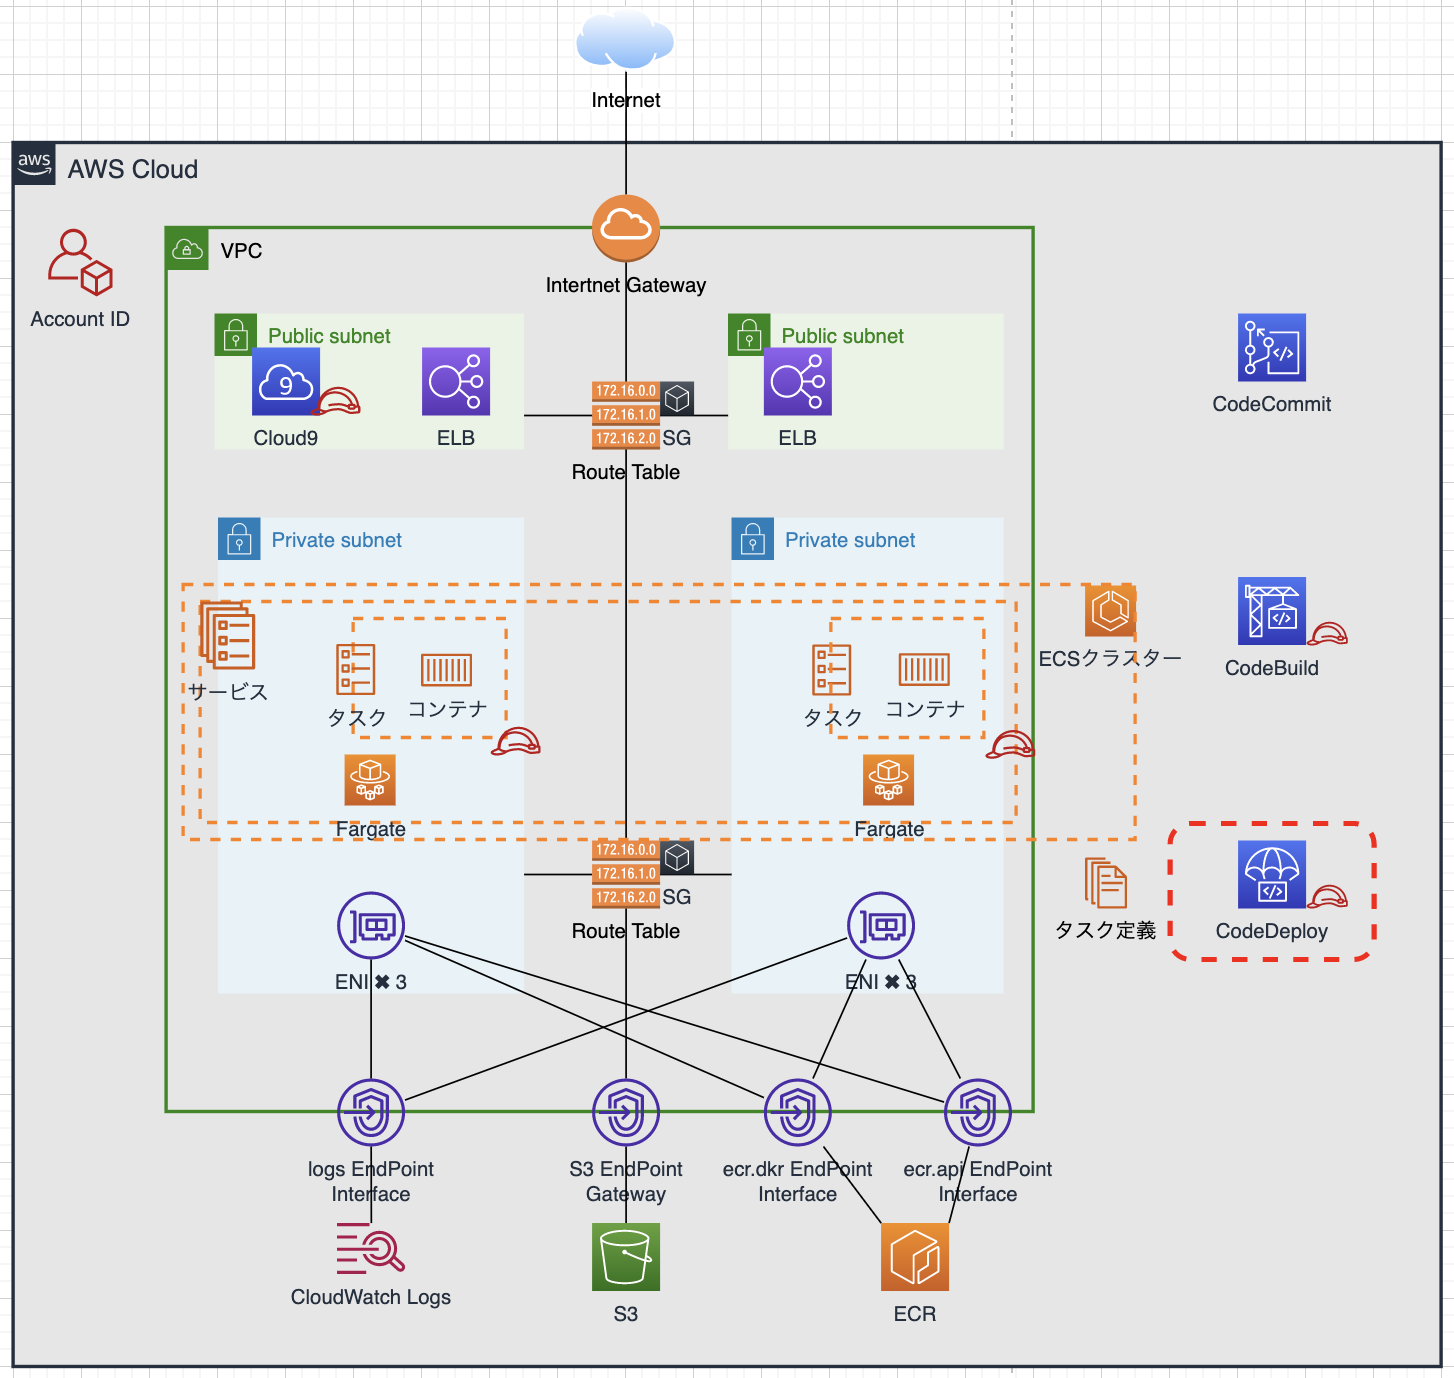 Internet
aws
AWS Cloud
Account ID
VPC
Intertnet Gateway
Public subnet
Public subnet
9
Cloud9
ELB
172.16.0.0
172.16.1.0
172.16.2.0
SG
Route Table
ELB
CodeCommit
Private subnet
Private subnet
サービス
タスク
コンテナ
Fargate
タスク
コンテナ
Fargate
ECSクラスター
CodeBuild
172.16.0.0
172.16.1.0
172.16.2.0
SG
Route Table
タスク定義
CodeDeploy
ENI ✖ 3
ENI ✖ 3
logs EndPoint
Interface
S3 EndPoint
Gateway
ecr.dkr EndPoint
Interface
ecr.api EndPoint
Interface
CloudWatch Logs
S3
ECR